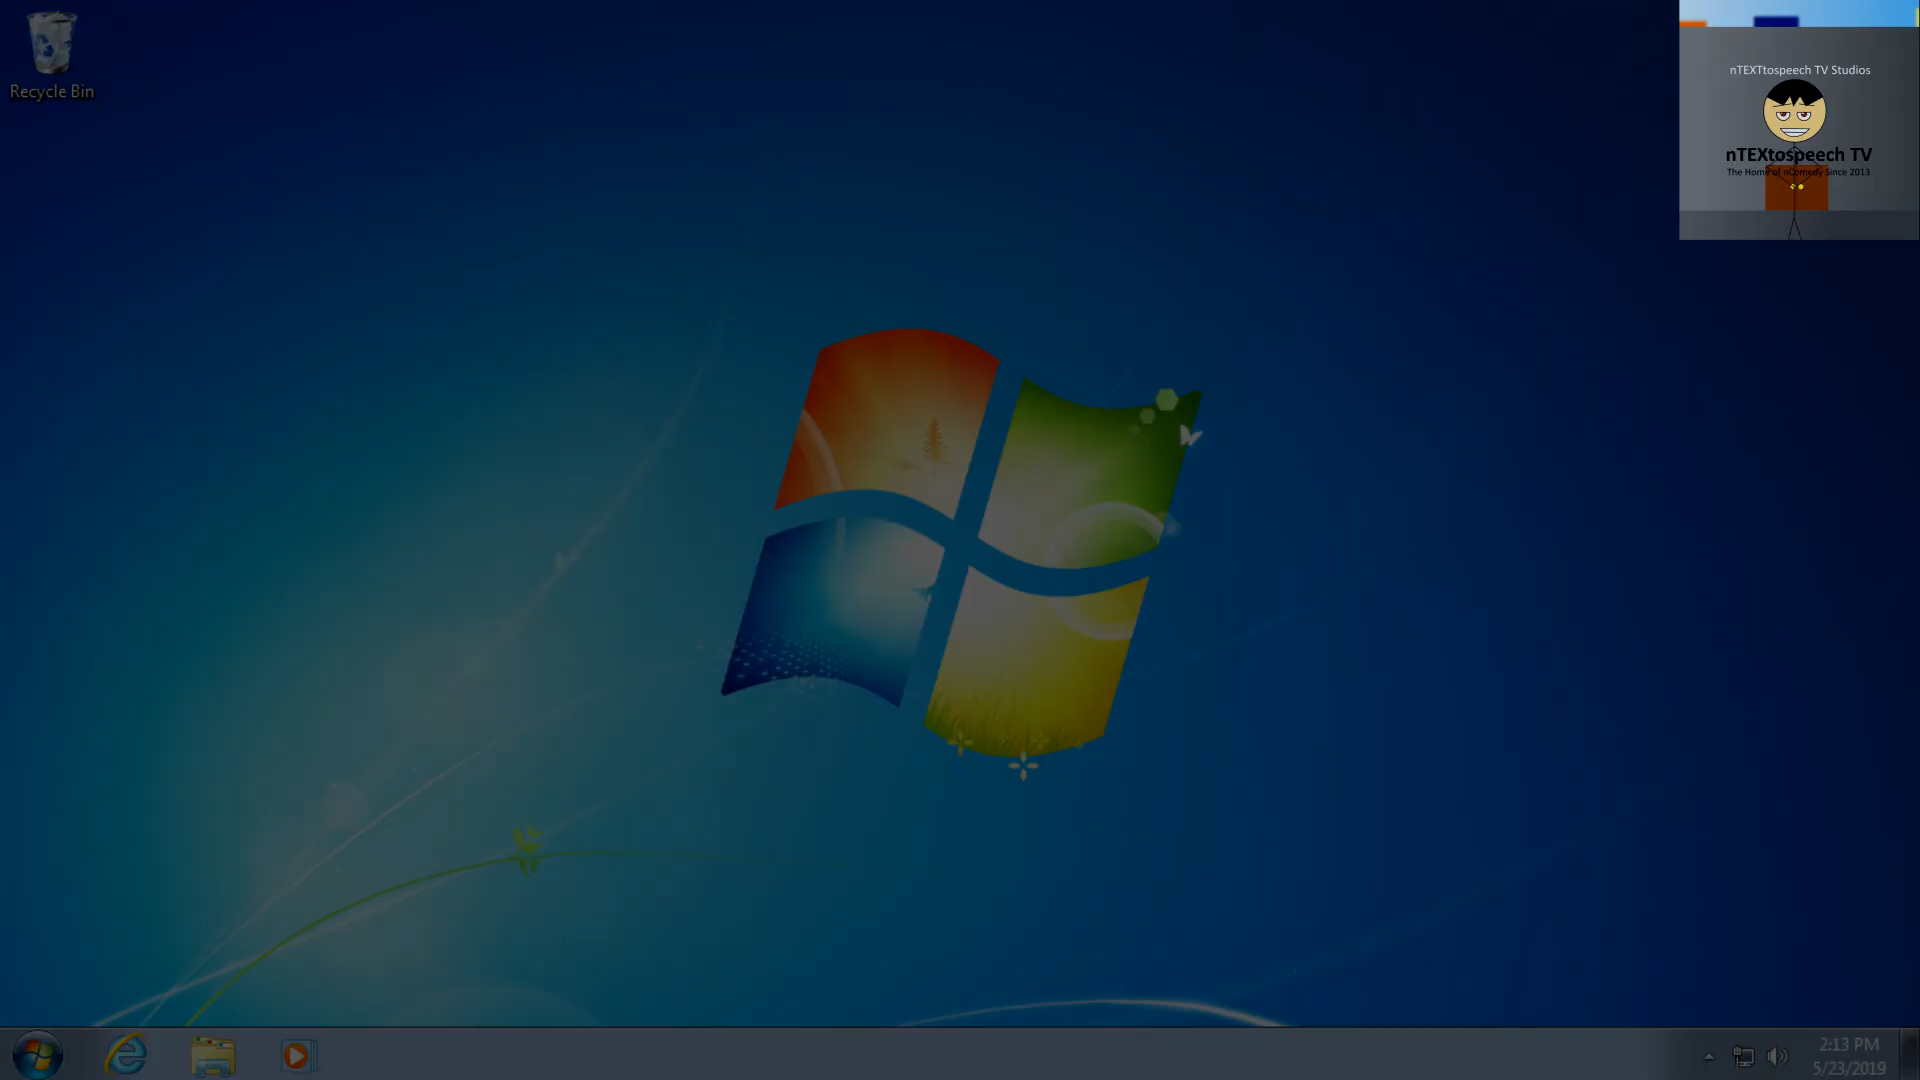 Recycle Bin
nTEXTtospeech TV Studios
nTEXtospeech TV
The Home of nComedy Since 2013
2:13 PM
5/23/2019